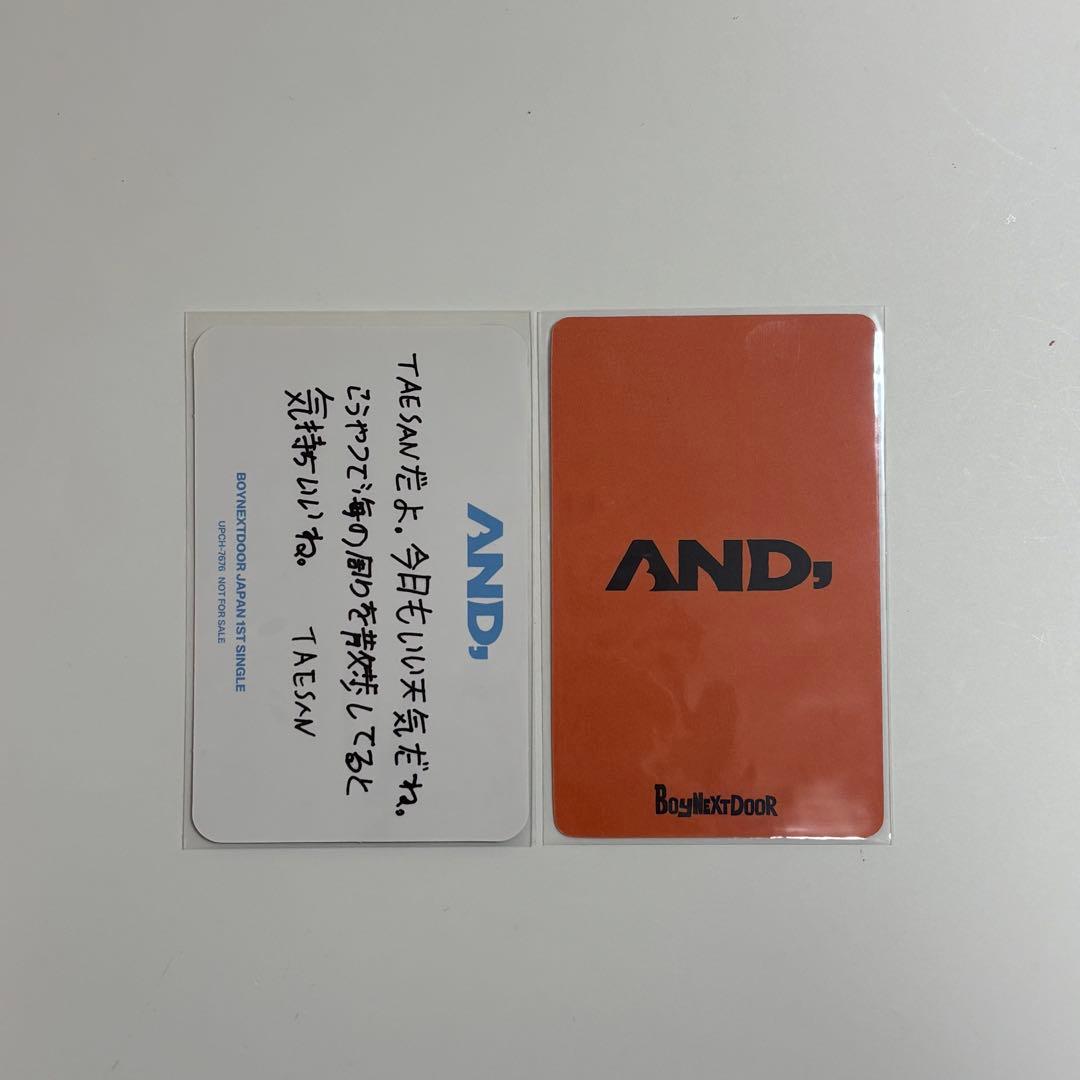 AND,
TAESANだよ。今日もいい天気だね。
こうやって海の周りを散歩してると
気持ちいいね。 TAESAN
BOYNEXTDOOR JAPAN 1ST SINGLE
UPCH-7676 NOT FOR SALE
AND,
BOYNEXTDOOR